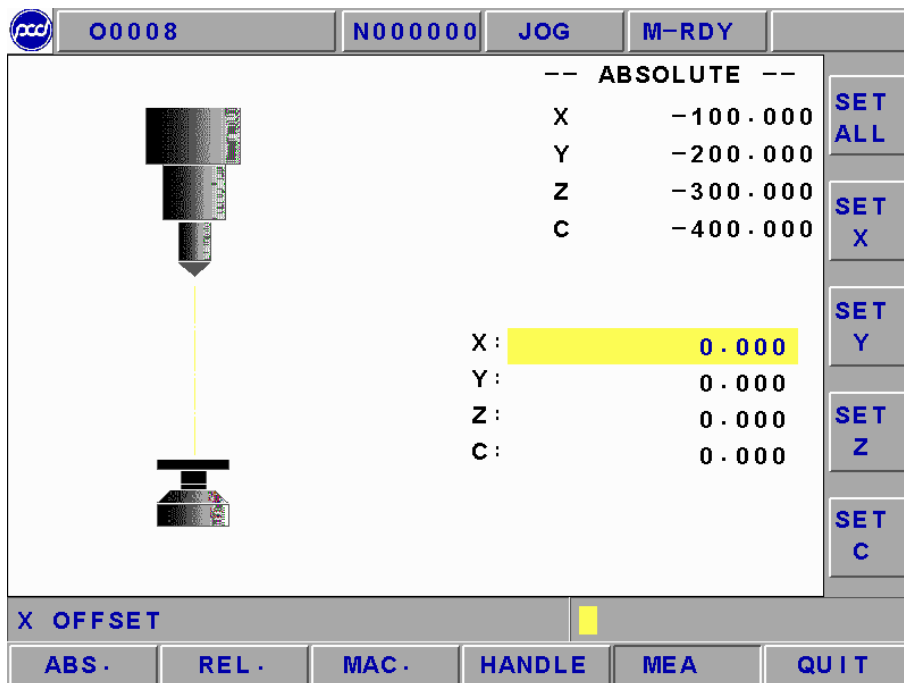 pcd O0008 N000000 JOG M-RDY
-- ABSOLUTE --
X -100.000
Y -200.000
Z -300.000
C -400.000
X: 0.000
Y: 0.000
Z: 0.000
C: 0.000
SET
ALL
SET
X
SET
Y
SET
Z
SET
C
X OFFSET
ABS. REL. MAC. HANDLE MEA QUIT